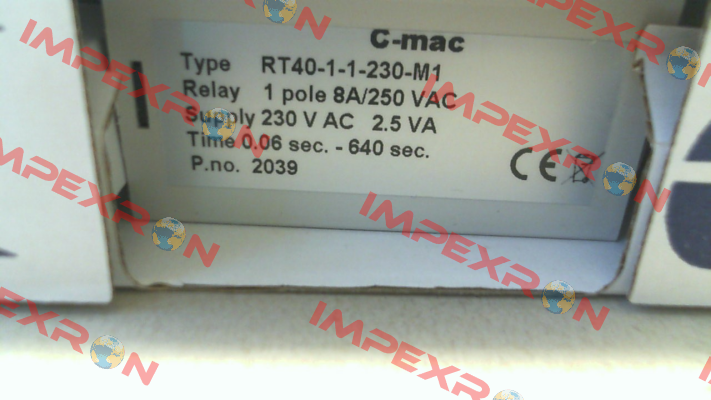 C-mac
Type RT40-1-1-230-M1
Relay 1 pole 8A/250 VAC
Supply 230 V AC 2.5 VA
Time 0.06 sec. - 640 sec.
P.no. 2039
CE
IMPEXRON
IMPEXRON
IMPEXRON
IMPEXRON
IMPEXRON
IMPEXRON
IMPEXRON
IMPEXRON